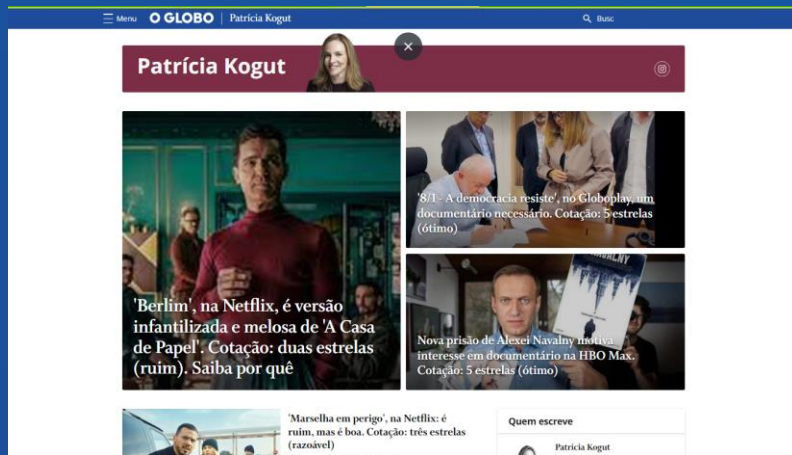 Menu O GLOBO | Patrícia Kogut
Busc
Patrícia Kogut
'Berlim', na Netflix, é versão
infantilizada e melosa de 'A Casa
de Papel'. Cotação: duas estrelas
(ruim). Saiba por quê
'8/1 - A democracia resiste', no Globoplay, um
documentário necessário. Cotação: 5 estrelas
(ótimo)
NAVALNY
Nova prisão de Alexei Navalny motiva
interesse em documentário na HBO Max.
Cotação: 5 estrelas (ótimo)
'Marselha em perigo', na Netflix: é
ruim, mas é boa. Cotação: três estrelas
(razoável)
Quem escreve
Patrícia Kogut